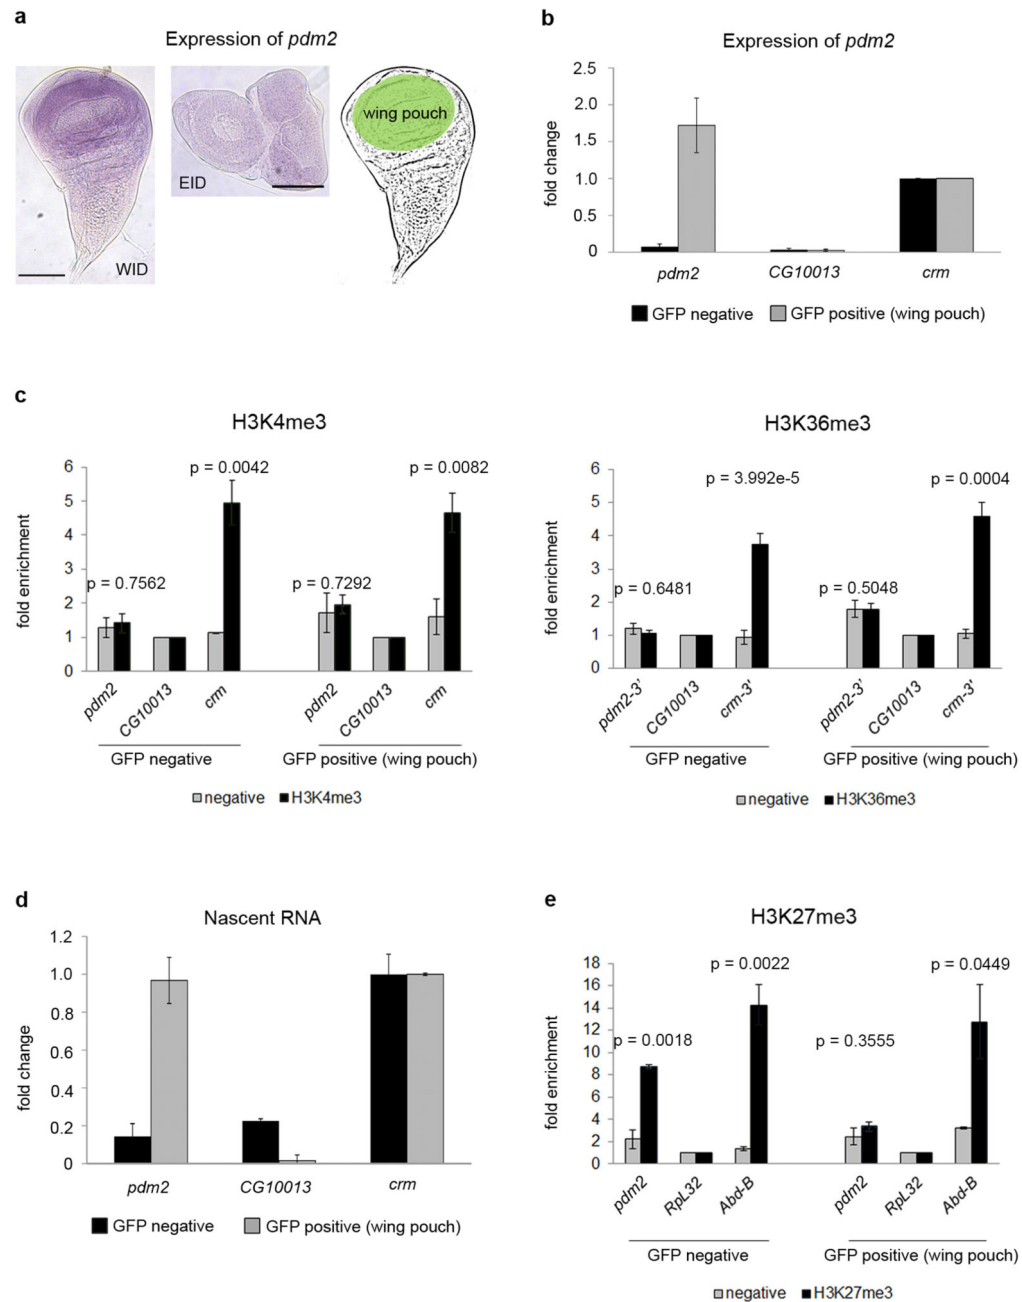 a
Expression of pdm2
WID
EID
wing pouch
b
Expression of pdm2
fold change
2.5
2.0
1.5
1.0
0.5
0
pdm2
CG10013
crm
GFP negative
GFP positive (wing pouch)
c
H3K4me3
fold enrichment
6
5
4
3
2
1
0
p = 0.7562
p = 0.0042
p = 0.7292
p = 0.0082
pdm2
CG10013
crm
pdm2
CG10013
crm
GFP negative
GFP positive (wing pouch)
negative
H3K4me3
H3K36me3
fold enrichment
6
5
4
3
2
1
0
p = 0.6481
p = 3.992e-5
p = 0.5048
p = 0.0004
pdm2-3'
CG10013
crm-3'
pdm2-3'
CG10013
crm-3'
GFP negative
GFP positive (wing pouch)
negative
H3K36me3
d
Nascent RNA
fold change
1.2
1.0
0.8
0.6
0.4
0.2
0
pdm2
CG10013
crm
GFP negative
GFP positive (wing pouch)
e
H3K27me3
fold enrichment
18
16
14
12
10
8
6
4
2
0
p = 0.0018
p = 0.0022
p = 0.3555
p = 0.0449
pdm2
RpL32
Abd-B
pdm2
RpL32
Abd-B
GFP negative
GFP positive (wing pouch)
negative
H3K27me3